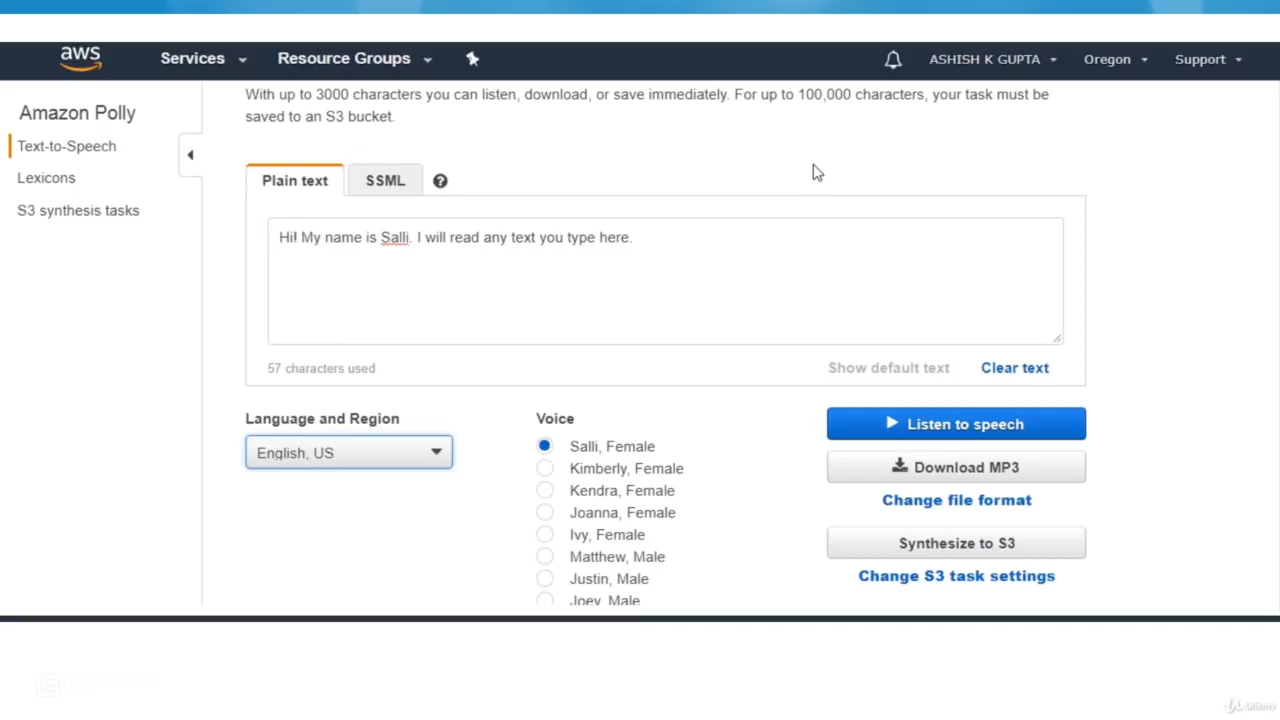 aws
Services
Resource Groups
ASHISH K GUPTA
Oregon
Support
Amazon Polly
Text-to-Speech
Lexicons
S3 synthesis tasks
With up to 3000 characters you can listen, download, or save immediately. For up to 100,000 characters, your task must be
saved to an S3 bucket.
Plain text
SSML
?
Hi! My name is Salli. I will read any text you type here.
57 characters used
Show default text
Clear text
Language and Region
English, US
Voice
Salli, Female
Kimberly, Female
Kendra, Female
Joanna, Female
Ivy, Female
Matthew, Male
Justin, Male
Joey, Male
Listen to speech
Download MP3
Change file format
Synthesize to S3
Change S3 task settings
Udemy